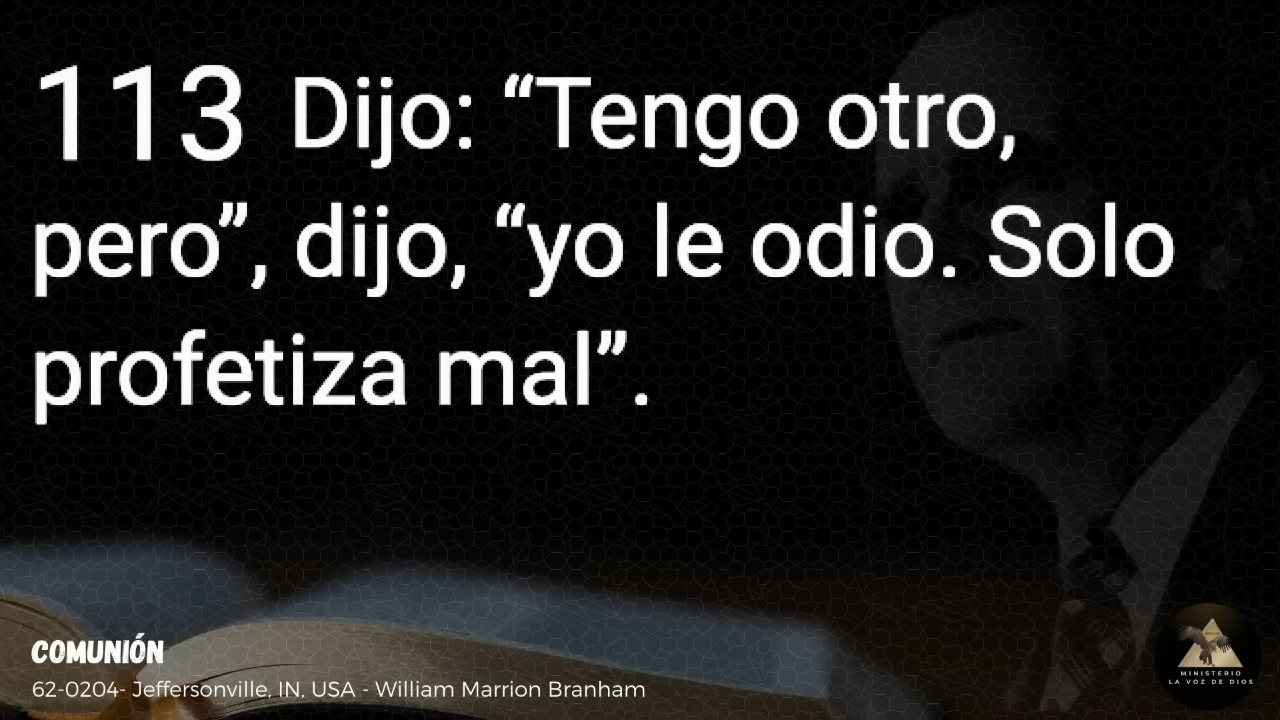 113 Dijo: “Tengo otro,
pero”, dijo, “yo le odio. Solo
profetiza mal”.
COMUNIÓN
62-0204- Jeffersonville, IN, USA - William Marrion Branham
MINISTERIO
LA VOZ DE DIOS